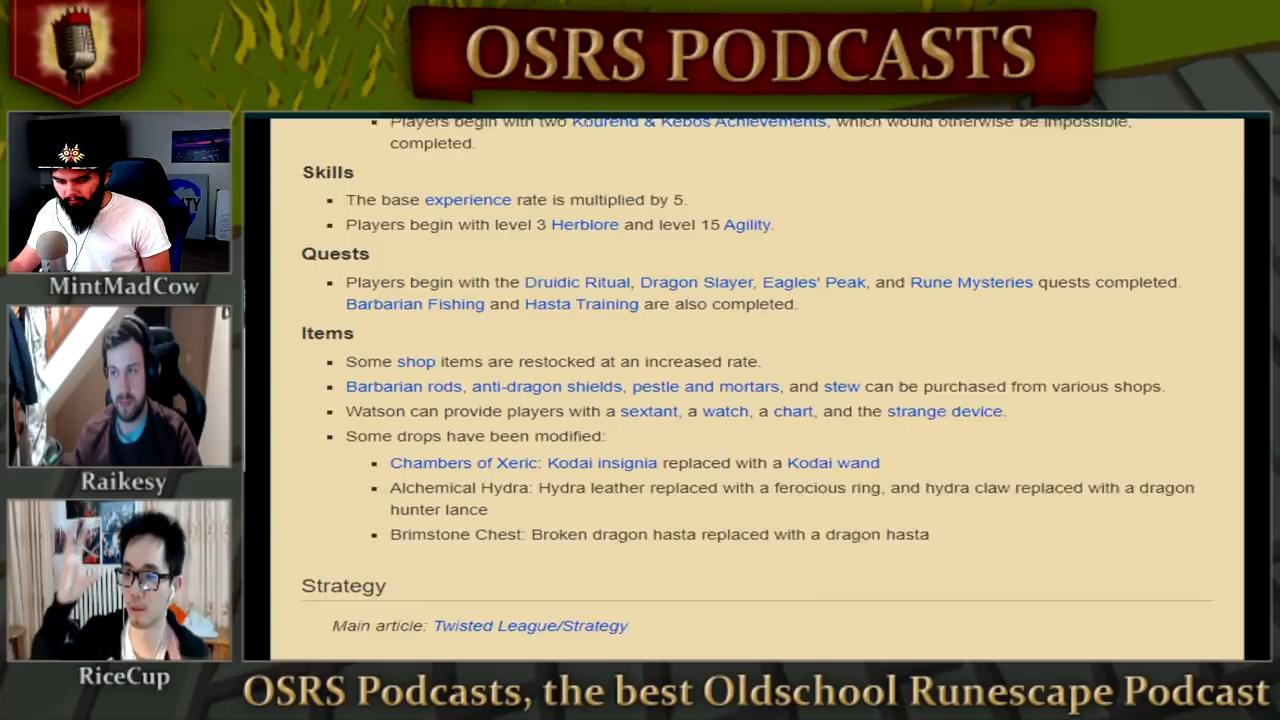 OSRS PODCASTS
Players begin with two Kourend & Kebos Achievements, which would otherwise be impossible,
completed.
Skills
The base experience rate is multiplied by 5.
Players begin with level 3 Herblore and level 15 Agility.
Quests
Players begin with the Druidic Ritual, Dragon Slayer, Eagles' Peak, and Rune Mysteries quests completed.
Barbarian Fishing and Hasta Training are also completed.
Items
Some shop items are restocked at an increased rate.
Barbarian rods, anti-dragon shields, pestle and mortars, and stew can be purchased from various shops.
Watson can provide players with a sextant, a watch, a chart, and the strange device.
Some drops have been modified:
Chambers of Xeric: Kodai insignia replaced with a Kodai wand
Alchemical Hydra: Hydra leather replaced with a ferocious ring, and hydra claw replaced with a dragon
hunter lance
Brimstone Chest: Broken dragon hasta replaced with a dragon hasta
Strategy
Main article: Twisted League/Strategy
MintMadCow
Raikesy
RiceCup
OSRS Podcasts, the best Oldschool Runescape Podcast